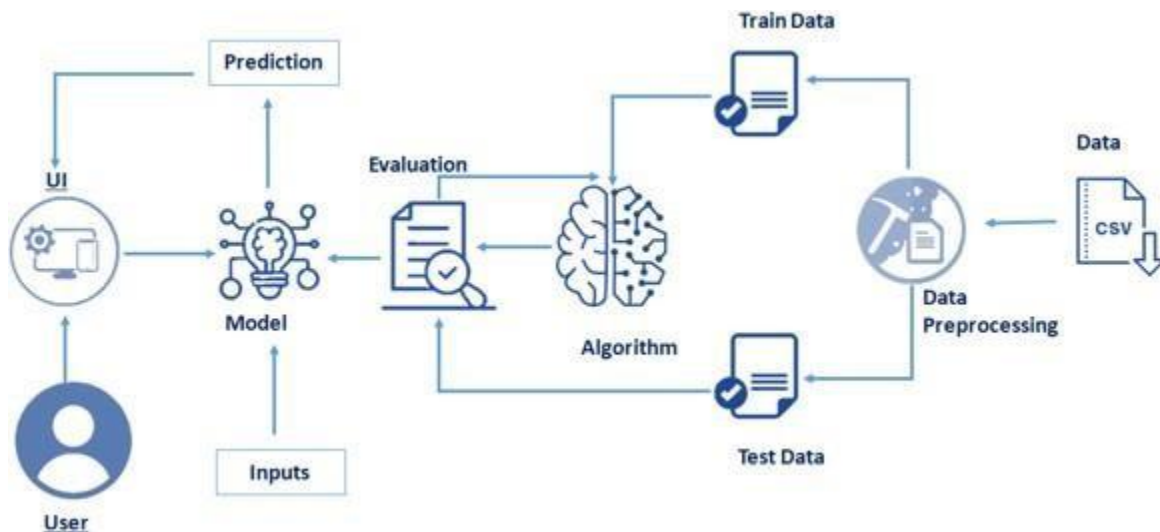 Train Data
Prediction
Data
Evaluation
UI
CSV
Model
Data
Preprocessing
Algorithm
Inputs
Test Data
User